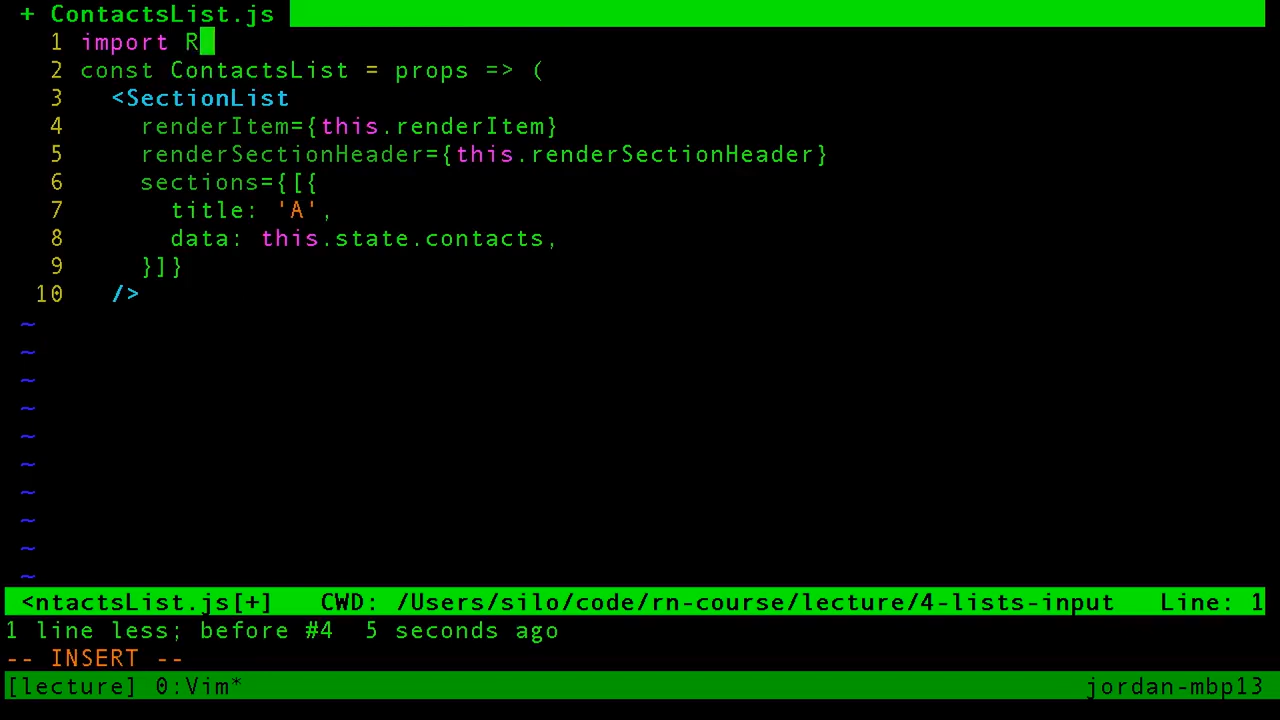 + ContactsList.js
1 import R
2 const ContactsList = props => (
3   <SectionList
4     renderItem={this.renderItem}
5     renderSectionHeader={this.renderSectionHeader}
6     sections={[{
7       title: 'A',
8       data: this.state.contacts,
9     }]}
10   />
~
~
~
~
~
~
~
~
~
~
<ntactsList.js[+]   CWD: /Users/silo/code/rn-course/lecture/4-lists-input   Line: 1
1 line less; before #4  5 seconds ago
-- INSERT --
[lecture] 0:Vim* jordan-mbp13